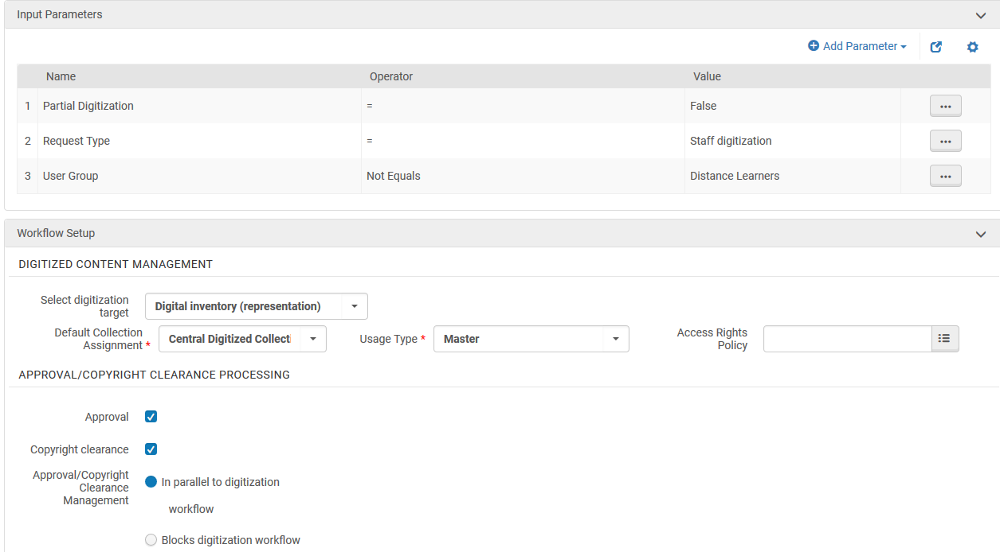 Input Parameters
Add Parameter
Name Operator Value
1 Partial Digitization = False
2 Request Type = Staff digitization
3 User Group Not Equals Distance Learners
Workflow Setup
DIGITIZED CONTENT MANAGEMENT
Select digitization
target
Digital inventory (representation)
Default Collection
Assignment *
Central Digitized Collecti
Usage Type * Master
Access Rights
Policy
APPROVAL/COPYRIGHT CLEARANCE PROCESSING
Approval
Copyright clearance
Approval/Copyright
Clearance
Management
In parallel to digitization
workflow
Blocks digitization workflow